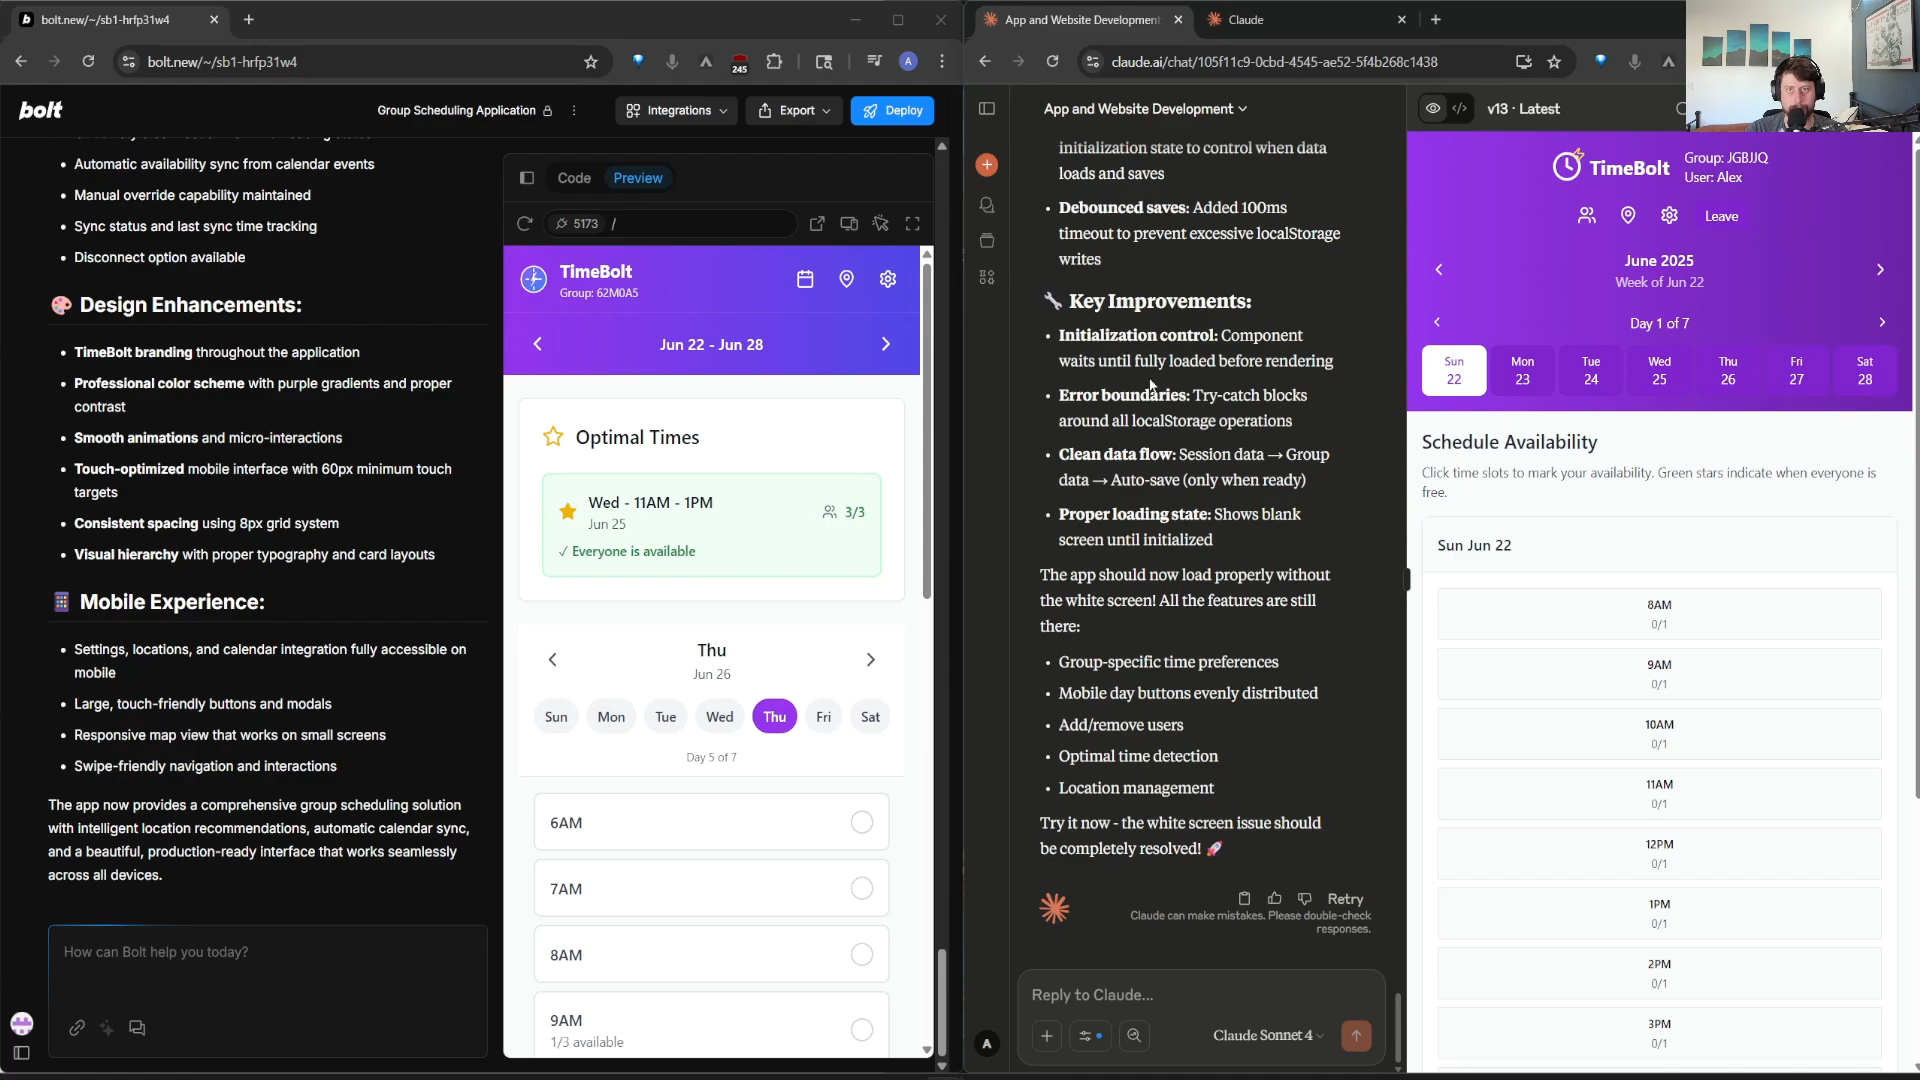 bolt.new/~/sb1-hrfp31w4
bolt.new/~/sb1-hrfp31w4
245
A
bolt
Group Scheduling Application
Integrations
Export
Deploy
Automatic availability sync from calendar events
Manual override capability maintained
Sync status and last sync time tracking
Disconnect option available
🎨 Design Enhancements:
TimeBolt branding throughout the application
Professional color scheme with purple gradients and proper
contrast
Smooth animations and micro-interactions
Touch-optimized mobile interface with 60px minimum touch
targets
Consistent spacing using 8px grid system
Visual hierarchy with proper typography and card layouts
📱 Mobile Experience:
Settings, locations, and calendar integration fully accessible on
mobile
Large, touch-friendly buttons and modals
Responsive map view that works on small screens
Swipe-friendly navigation and interactions
The app now provides a comprehensive group scheduling solution
with intelligent location recommendations, automatic calendar sync,
and a beautiful, production-ready interface that works seamlessly
across all devices.
How can Bolt help you today?
Code
Preview
5173 /
TimeBolt
Group: 62M0A5
Jun 22 - Jun 28
Optimal Times
Wed - 11AM - 1PM
Jun 25
3/3
✓ Everyone is available
Thu
Jun 26
Sun Mon Tue Wed Thu Fri Sat
Day 5 of 7
6AM
7AM
8AM
9AM
1/3 available
App and Website Development
Claude
claude.ai/chat/105f11c9-0cbd-4545-ae52-5f4b268c1438
App and Website Development
initialization state to control when data
loads and saves
Debounced saves: Added 100ms
timeout to prevent excessive localStorage
writes
🔧 Key Improvements:
Initialization control: Component
waits until fully loaded before rendering
Error boundaries: Try-catch blocks
around all localStorage operations
Clean data flow: Session data → Group
data → Auto-save (only when ready)
Proper loading state: Shows blank
screen until initialized
The app should now load properly without
the white screen! All the features are still
there:
Group-specific time preferences
Mobile day buttons evenly distributed
Add/remove users
Optimal time detection
Location management
Try it now - the white screen issue should
be completely resolved! 🚀
Retry
Claude can make mistakes. Please double-check
responses.
Reply to Claude...
Claude Sonnet 4
A
v13 · Latest
TimeBolt
Group: JGBJJQ
User: Alex
Leave
June 2025
Week of Jun 22
Day 1 of 7
Sun Mon Tue Wed Thu Fri Sat
22 23 24 25 26 27 28
Schedule Availability
Click time slots to mark your availability. Green stars indicate when everyone is
free.
Sun Jun 22
8AM
0/1
9AM
0/1
10AM
0/1
11AM
0/1
12PM
0/1
1PM
0/1
2PM
0/1
3PM
0/1